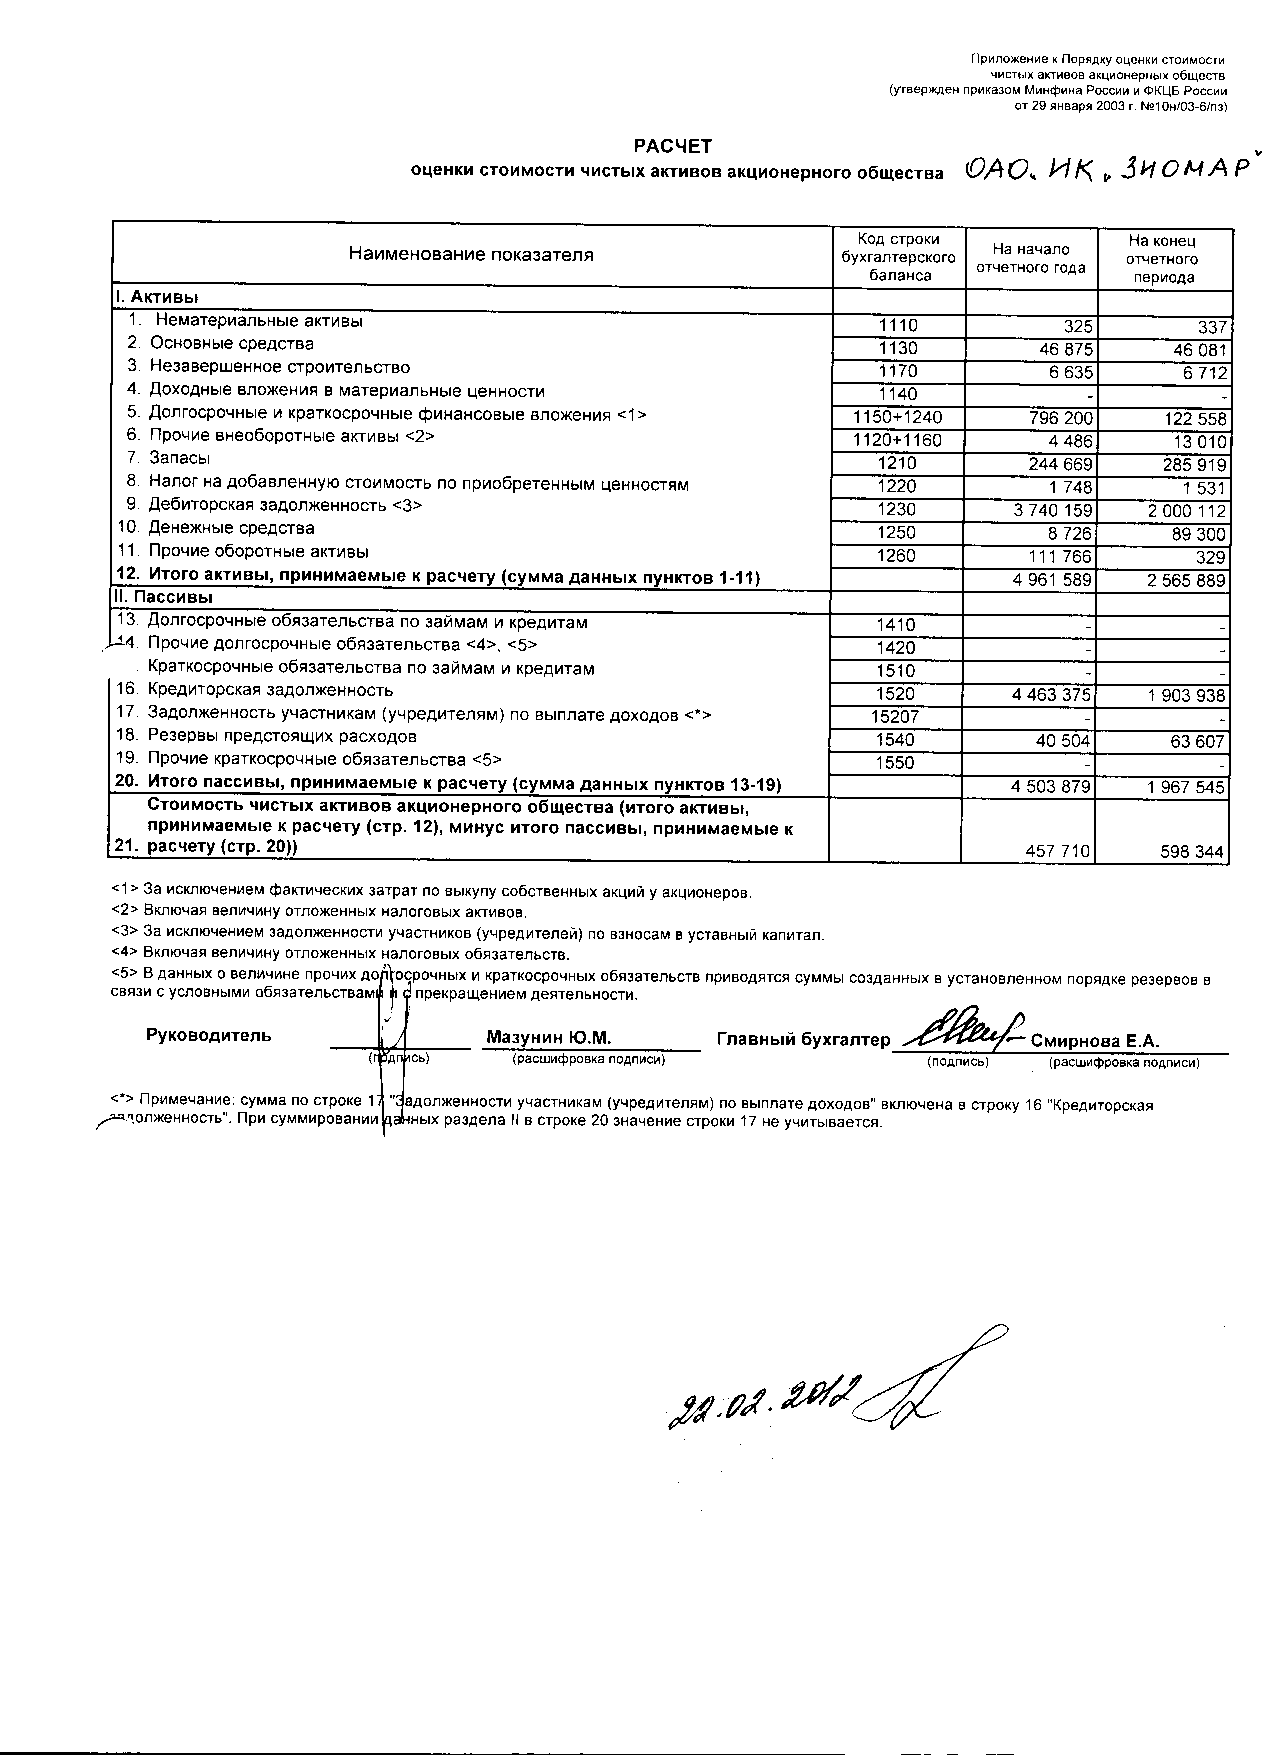 Приложение к Порядку оценки стоимости
чистых активов акционерных обществ
(утвержден приказом Минфина России и ФКЦБ России
от 29 января 2003 г. №10н/03-6/пз)
РАСЧЕТ
оценки стоимости чистых активов акционерного общества ОАО „ИК „ЗИОМАР"
Наименование показателя Код строки бухгалтерского баланса На начало отчетного года На конец отчетного периода
I. Активы
1. Нематериальные активы 1110 325 337
2. Основные средства 1130 46 875 46 081
3. Незавершенное строительство 1170 6 635 6 712
4. Доходные вложения в материальные ценности 1140 - -
5. Долгосрочные и краткосрочные финансовые вложения <1> 1150+1240 796 200 122 558
6. Прочие внеоборотные активы <2> 1120+1160 4 486 13 010
7. Запасы 1210 244 669 285 919
8. Налог на добавленную стоимость по приобретенным ценностям 1220 1 748 1 531
9. Дебиторская задолженность <3> 1230 3 740 159 2 000 112
10. Денежные средства 1250 8 726 89 300
11. Прочие оборотные активы 1260 111 766 329
12. Итого активы, принимаемые к расчету (сумма данных пунктов 1-11) 4 961 589 2 565 889
II. Пассивы
13. Долгосрочные обязательства по займам и кредитам 1410 - -
14. Прочие долгосрочные обязательства <4>, <5> 1420 - -
. Краткосрочные обязательства по займам и кредитам 1510 - -
16. Кредиторская задолженность 1520 4 463 375 1 903 938
17. Задолженность участникам (учредителям) по выплате доходов <*> 15207 - -
18. Резервы предстоящих расходов 1540 40 504 63 607
19. Прочие краткосрочные обязательства <5> 1550 - -
20. Итого пассивы, принимаемые к расчету (сумма данных пунктов 13-19) 4 503 879 1 967 545
Стоимость чистых активов акционерного общества (итого активы,
принимаемые к расчету (стр. 12), минус итого пассивы, принимаемые к
21. расчету (стр. 20)) 457 710 598 344
<1> За исключением фактических затрат по выкупу собственных акций у акционеров.
<2> Включая величину отложенных налоговых активов.
<3> За исключением задолженности участников (учредителей) по взносам в уставный капитал.
<4> Включая величину отложенных налоговых обязательств.
<5> В данных о величине прочих долгосрочных и краткосрочных обязательств приводятся суммы созданных в установленном порядке резервов в
связи с условными обязательствами и с прекращением деятельности.
Руководитель Мазунин Ю.М. Главный бухгалтер Смирнова Е.А.
(подпись) (расшифровка подписи) (подпись) (расшифровка подписи)
<*> Примечание: сумма по строке 17 "Задолженности участникам (учредителям) по выплате доходов" включена в строку 16 "Кредиторская
задолженность". При суммировании данных раздела II в строке 20 значение строки 17 не учитывается.
22.02.2012